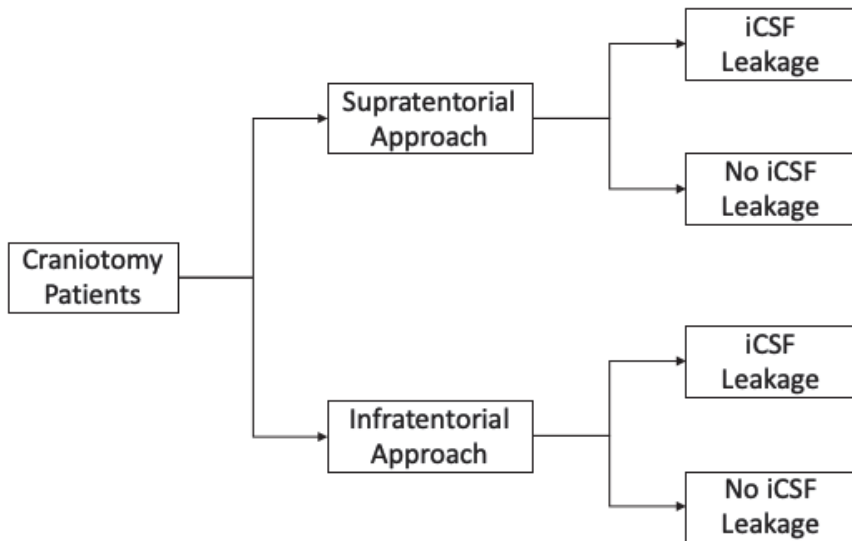 Craniotomy
Patients
Supratentorial
Approach
iCSF
Leakage
No iCSF
Leakage
Infratentorial
Approach
iCSF
Leakage
No iCSF
Leakage